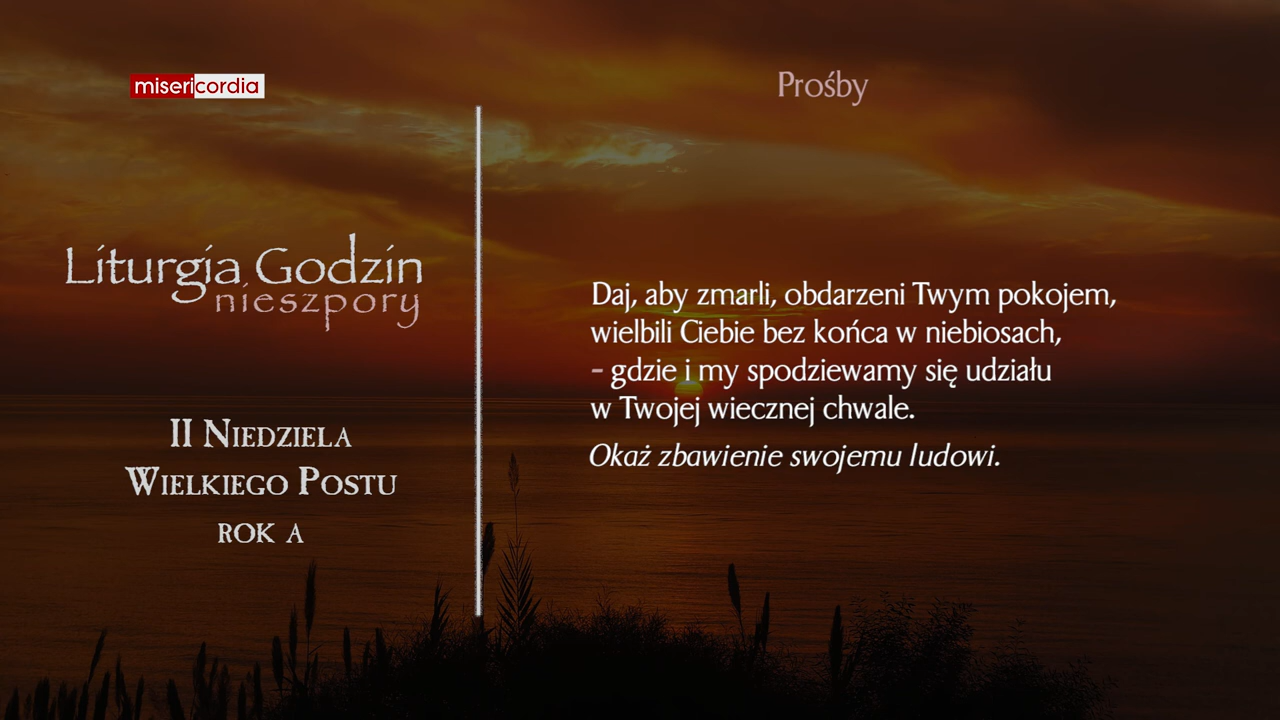 misericordia
Liturgia Godzin
nieszpory
II Niedziela
Wielkiego Postu
rok a
Prośby
Daj, aby zmarli, obdarzeni Twym pokojem,
wielbili Ciebie bez końca w niebiosach,
- gdzie i my spodziewamy się udziału
w Twojej wiecznej chwale.
Okaż zbawienie swojemu ludowi.